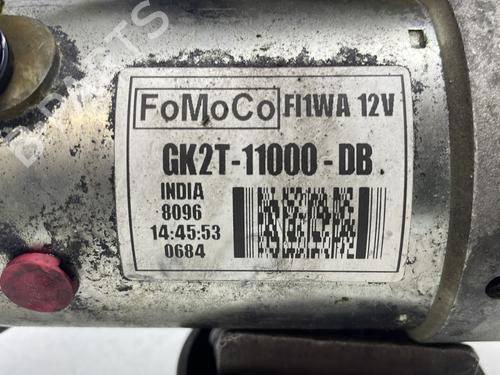 FoMoCo FI1WA 12V
GK2T-11000-DB
INDIA
8096
14:45:53
0684